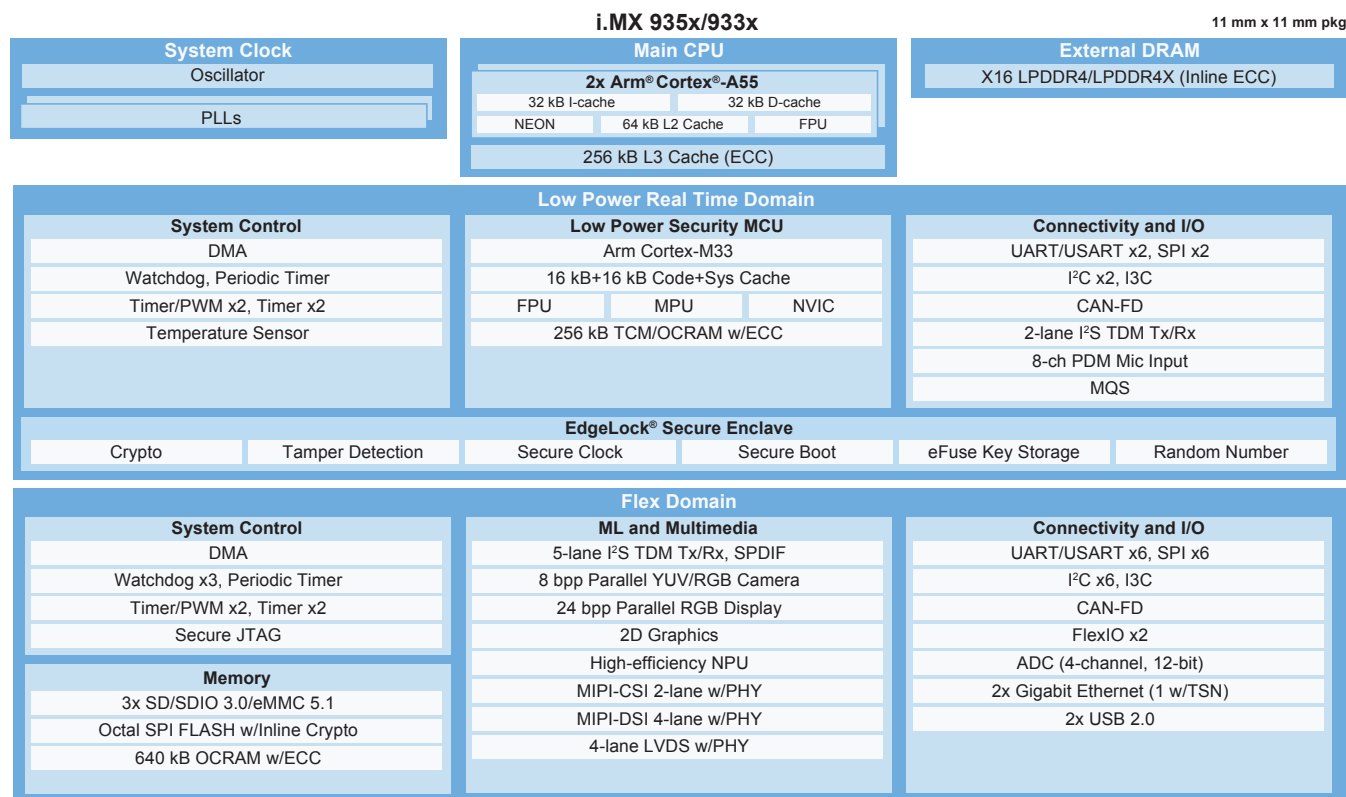 i.MX 935x/933x
11 mm x 11 mm pkg
System Clock
Oscillator
PLLs
Main CPU
2x Arm® Cortex®-A55
32 kB I-cache
32 kB D-cache
NEON
64 kB L2 Cache
FPU
256 kB L3 Cache (ECC)
External DRAM
X16 LPDDR4/LPDDR4X (Inline ECC)
Low Power Real Time Domain
System Control
DMA
Watchdog, Periodic Timer
Timer/PWM x2, Timer x2
Temperature Sensor
Low Power Security MCU
Arm Cortex-M33
16 kB+16 kB Code+Sys Cache
FPU
MPU
NVIC
256 kB TCM/OCRAM w/ECC
Connectivity and I/O
UART/USART x2, SPI x2
I²C x2, I3C
CAN-FD
2-lane I²S TDM Tx/Rx
8-ch PDM Mic Input
MQS
EdgeLock® Secure Enclave
Crypto
Tamper Detection
Secure Clock
Secure Boot
eFuse Key Storage
Random Number
Flex Domain
System Control
DMA
Watchdog x3, Periodic Timer
Timer/PWM x2, Timer x2
Secure JTAG
Memory
3x SD/SDIO 3.0/eMMC 5.1
Octal SPI FLASH w/Inline Crypto
640 kB OCRAM w/ECC
ML and Multimedia
5-lane I²S TDM Tx/Rx, SPDIF
8 bpp Parallel YUV/RGB Camera
24 bpp Parallel RGB Display
2D Graphics
High-efficiency NPU
MIPI-CSI 2-lane w/PHY
MIPI-DSI 4-lane w/PHY
4-lane LVDS w/PHY
Connectivity and I/O
UART/USART x6, SPI x6
I²C x6, I3C
CAN-FD
FlexIO x2
ADC (4-channel, 12-bit)
2x Gigabit Ethernet (1 w/TSN)
2x USB 2.0